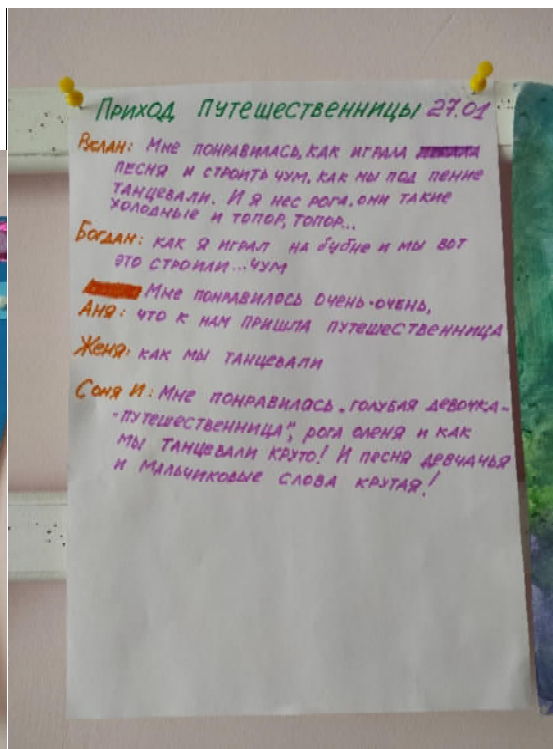 Приход путешественницы 27.01
Руслан: Мне понравилась, как играла
песня и строить чум, как мы под пение
танцевали. И я нес рога, они такие
холодные и топор, топор...
Богдан: как я играл на бубне и мы вот
это строили... чум
Мне понравилось очень-очень,
Аня: что к нам пришла путешественница
Женя: как мы танцевали
Соня И: Мне понравилась „голубая девочка-
-путешественница", рога оленя и как
мы танцевали круто! И песня девчачья
и мальчиковые слова крутая!